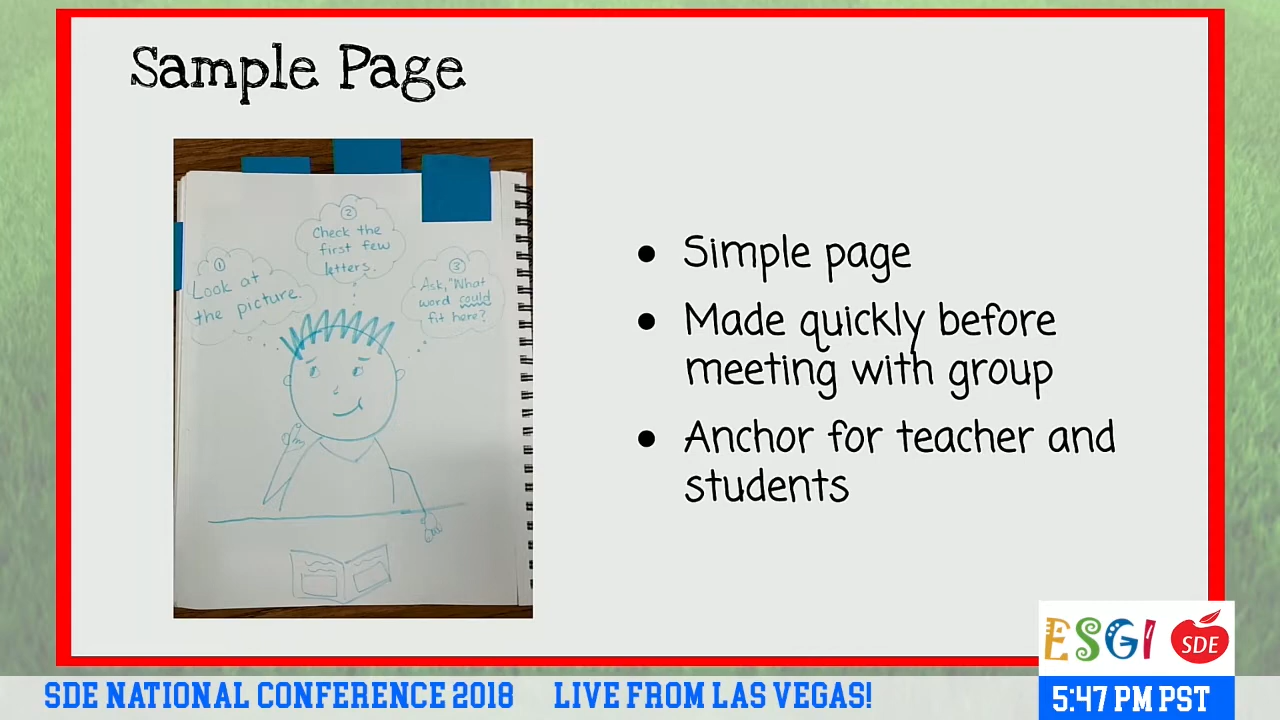 Sample Page
2
Check the
first few
letters.
1
Look at
the picture.
3
Ask, "What
word could
fit here?
● Simple page
● Made quickly before
meeting with group
● Anchor for teacher and
students
ESGI
SDE
SDE NATIONAL CONFERENCE 2018 LIVE FROM LAS VEGAS!
5:47 PM PST